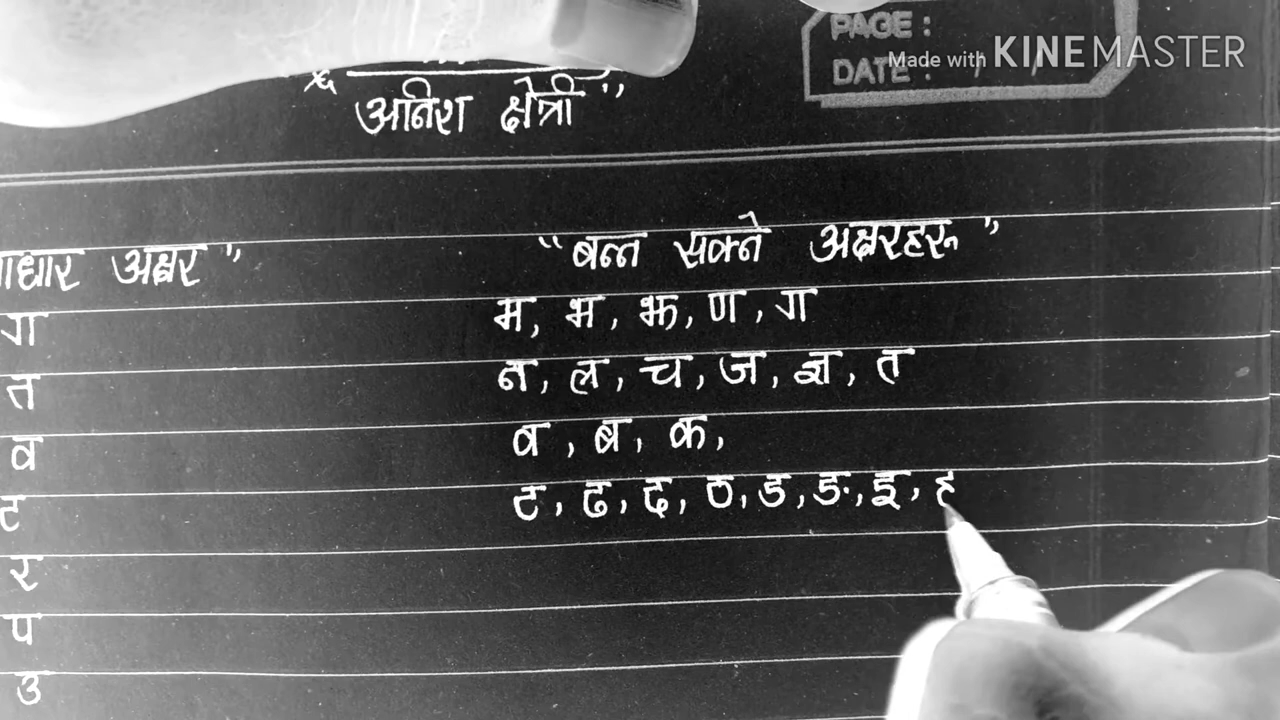 PAGE :
DATE : / /
Made with KINEMASTER
अनिश क्षेत्री”
आधार अक्षर” “बन्न सक्ने अक्षरहरू”
ग म, भ, झ, ण, ग
त न, ल, च, ज, ञ, त
व व, ब, क,
ट ट, ढ, द, ठ, ड, ङ, इ, ह
र
प
उ